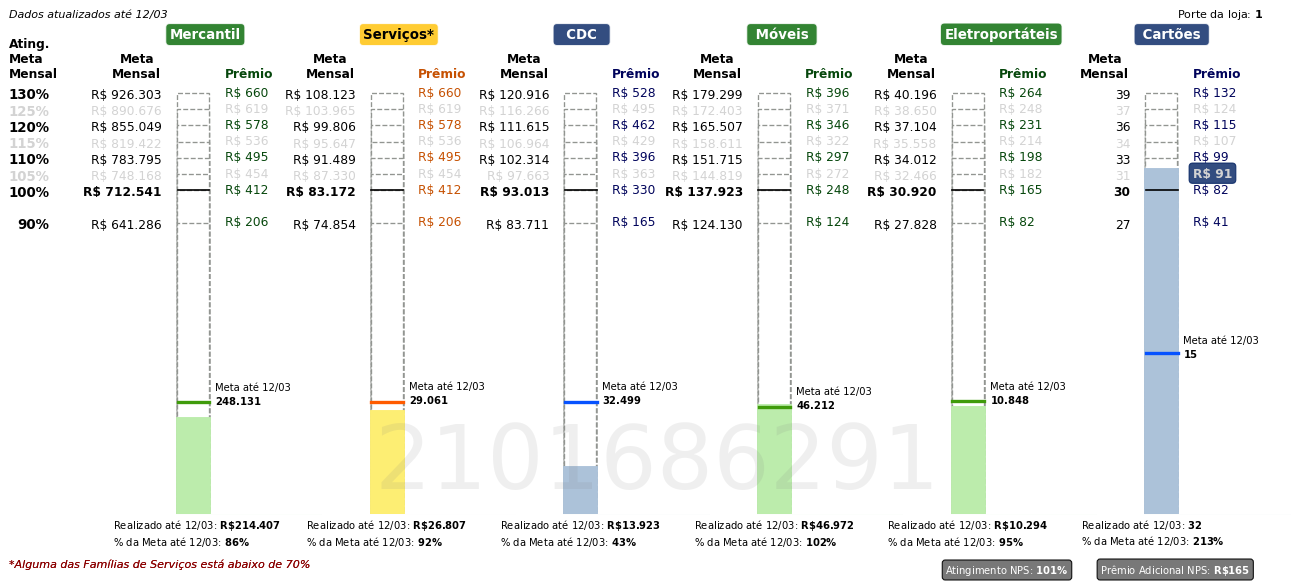 Dados atualizados até 12/03
Porte da loja: 1
Mercantil Serviços* CDC Móveis Eletroportáteis Cartões
Ating.
Meta Meta Meta Meta Meta Meta Meta
Mensal Mensal Prêmio Mensal Prêmio Mensal Prêmio Mensal Prêmio Mensal Prêmio Mensal Prêmio
130% R$ 926.303 R$ 660 R$ 108.123 R$ 660 R$ 120.916 R$ 528 R$ 179.299 R$ 396 R$ 40.196 R$ 264 39 R$ 132
125% R$ 890.676 R$ 619 R$ 103.965 R$ 619 R$ 116.266 R$ 495 R$ 172.403 R$ 371 R$ 38.650 R$ 248 37 R$ 124
120% R$ 855.049 R$ 578 R$ 99.806 R$ 578 R$ 111.615 R$ 462 R$ 165.507 R$ 346 R$ 37.104 R$ 231 36 R$ 115
115% R$ 819.422 R$ 536 R$ 95.647 R$ 536 R$ 106.964 R$ 429 R$ 158.611 R$ 322 R$ 35.558 R$ 214 34 R$ 107
110% R$ 783.795 R$ 495 R$ 91.489 R$ 495 R$ 102.314 R$ 396 R$ 151.715 R$ 297 R$ 34.012 R$ 198 33 R$ 99
105% R$ 748.168 R$ 454 R$ 87.330 R$ 454 R$ 97.663 R$ 363 R$ 144.819 R$ 272 R$ 32.466 R$ 182 31 R$ 91
100% R$ 712.541 R$ 412 R$ 83.172 R$ 412 R$ 93.013 R$ 330 R$ 137.923 R$ 248 R$ 30.920 R$ 165 30 R$ 82
90% R$ 641.286 R$ 206 R$ 74.854 R$ 206 R$ 83.711 R$ 165 R$ 124.130 R$ 124 R$ 27.828 R$ 82 27 R$ 41
Meta até 12/03
15
Meta até 12/03 Meta até 12/03 Meta até 12/03 Meta até 12/03 Meta até 12/03
248.131 29.061 32.499 46.212 10.848
2101686291
Realizado até 12/03: R$214.407 Realizado até 12/03: R$26.807 Realizado até 12/03: R$13.923 Realizado até 12/03: R$46.972 Realizado até 12/03: R$10.294 Realizado até 12/03: 32
% da Meta até 12/03: 86% % da Meta até 12/03: 92% % da Meta até 12/03: 43% % da Meta até 12/03: 102% % da Meta até 12/03: 95% % da Meta até 12/03: 213%
*Alguma das Famílias de Serviços está abaixo de 70%
Atingimento NPS: 101% Prêmio Adicional NPS: R$165